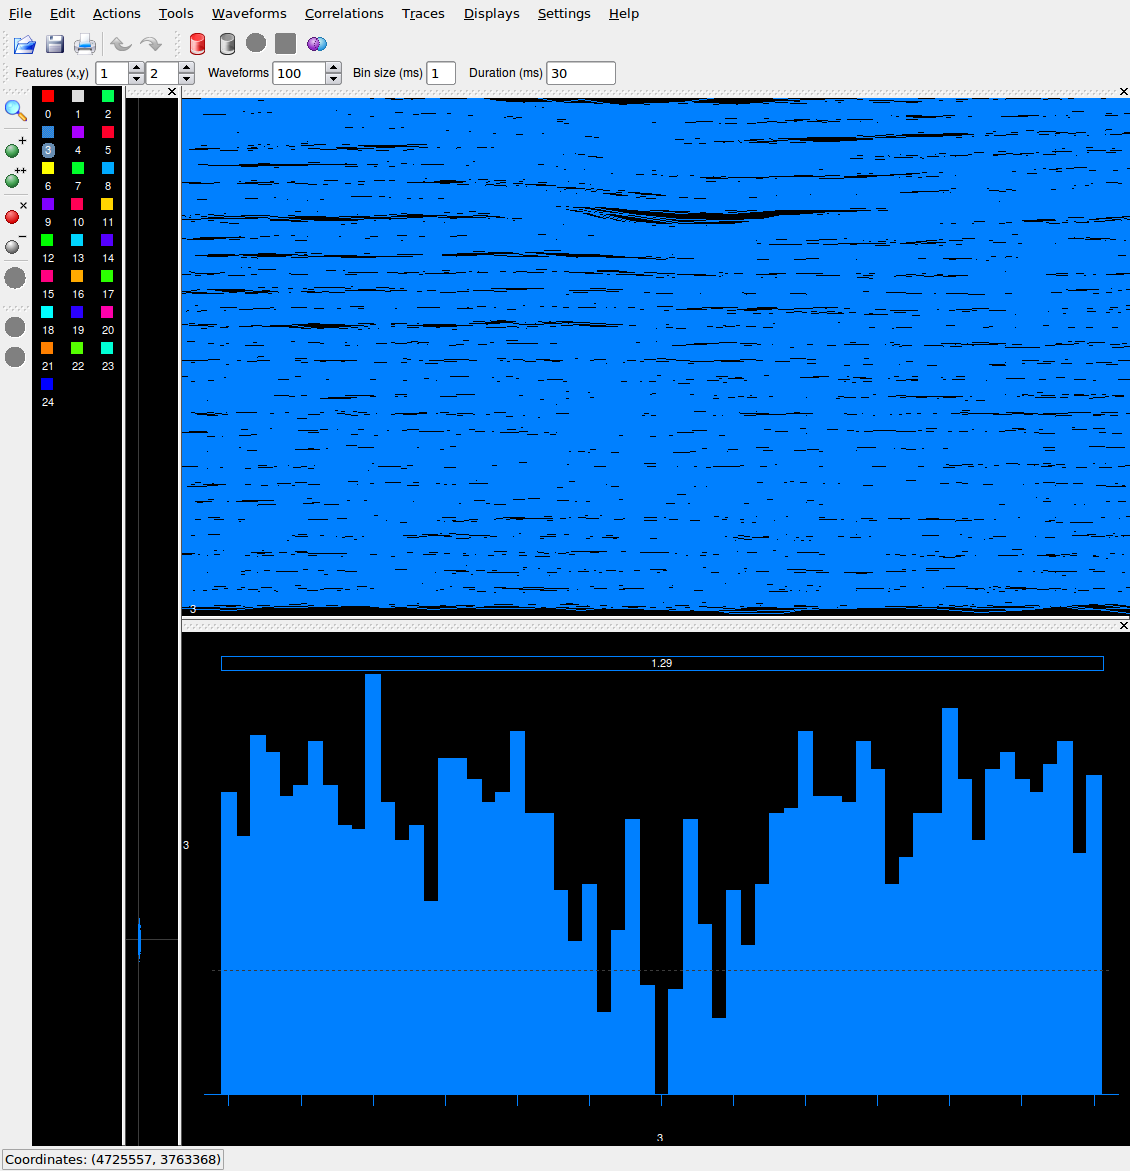 File Edit Actions Tools Waveforms Correlations Traces Displays Settings Help
Features (x,y) 1 2 Waveforms 100 Bin size (ms) 1 Duration (ms) 30
0 1 2
3 4 5
6 7 8
9 10 11
12 13 14
15 16 17
18 19 20
21 22 23
24
3
1.29
3
3
Coordinates: (4725557, 3763368)